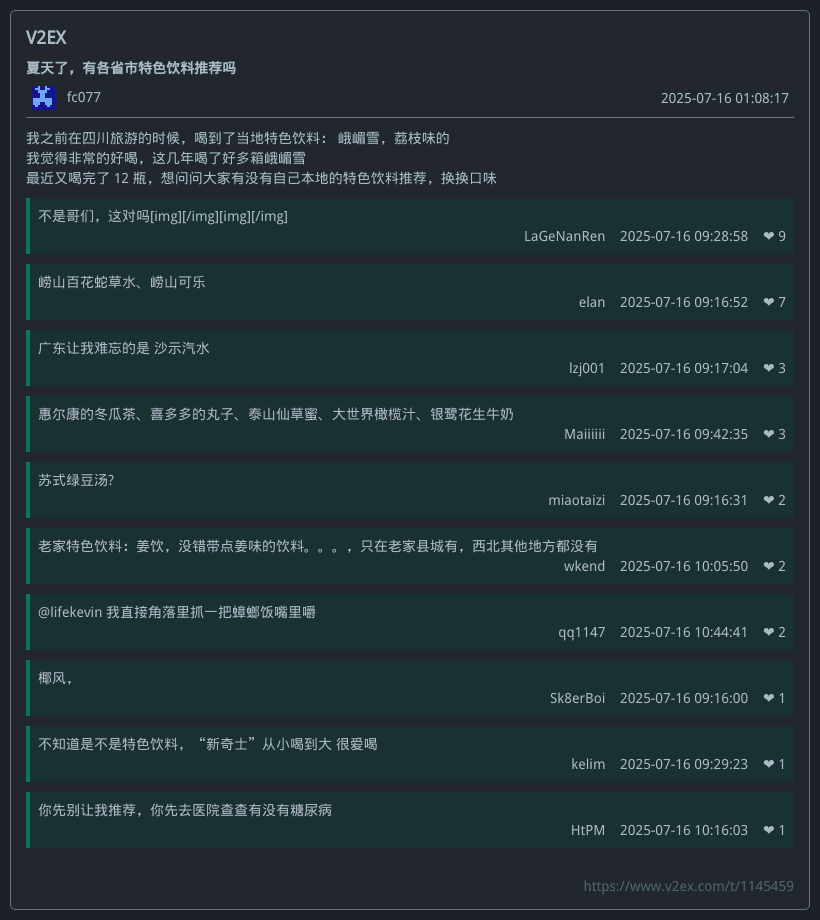 V2EX
夏天了，有各省市特色饮料推荐吗
fc077
2025-07-16 01:08:17
我之前在四川旅游的时候，喝到了当地特色饮料： 峨嵋雪，荔枝味的
我觉得非常的好喝，这几年喝了好多箱峨嵋雪
最近又喝完了 12 瓶，想问问大家有没有自己本地的特色饮料推荐，换换口味
不是哥们，这对吗[img][/img][img][/img]
LaGeNanRen 2025-07-16 09:28:58 ❤ 9
崂山百花蛇草水、崂山可乐
elan 2025-07-16 09:16:52 ❤ 7
广东让我难忘的是 沙示汽水
lzj001 2025-07-16 09:17:04 ❤ 3
惠尔康的冬瓜茶、喜多多的丸子、泰山仙草蜜、大世界橄榄汁、银鹭花生牛奶
Maiiiiii 2025-07-16 09:42:35 ❤ 3
苏式绿豆汤?
miaotaizi 2025-07-16 09:16:31 ❤ 2
老家特色饮料：姜饮，没错带点姜味的饮料。。。，只在老家县城有，西北其他地方都没有
wkend 2025-07-16 10:05:50 ❤ 2
@lifekevin 我直接角落里抓一把蟑螂饭嘴里嚼
qq1147 2025-07-16 10:44:41 ❤ 2
椰风，
Sk8erBoi 2025-07-16 09:16:00 ❤ 1
不知道是不是特色饮料，“新奇士”从小喝到大 很爱喝
kelim 2025-07-16 09:29:23 ❤ 1
你先别让我推荐，你先去医院查查有没有糖尿病
HtPM 2025-07-16 10:16:03 ❤ 1
https://www.v2ex.com/t/1145459